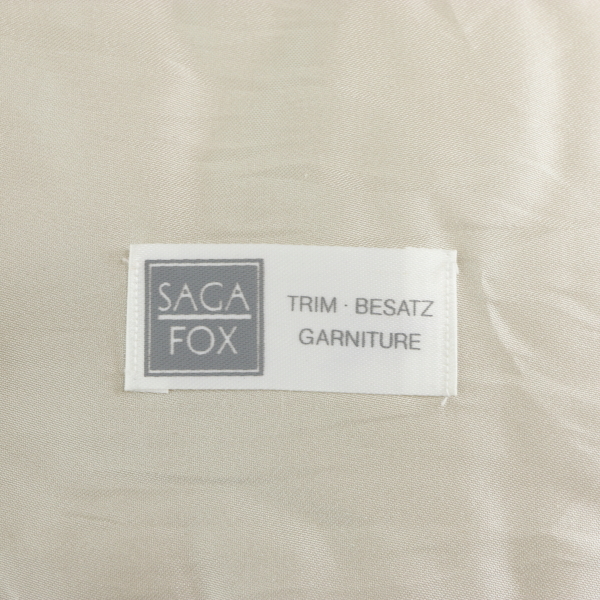 SAGA
FOX
TRIM · BESATZ
GARNITURE